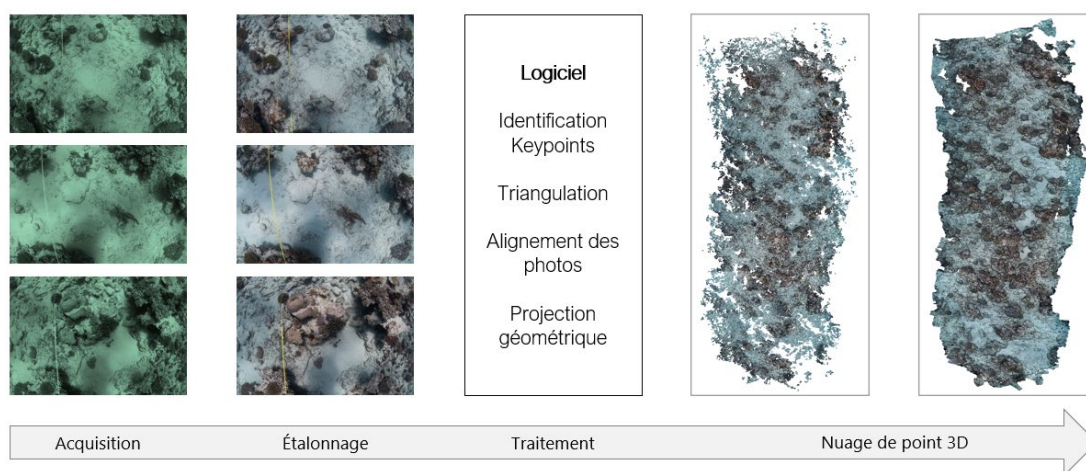 Logiciel
Identification
Keypoints
Triangulation
Alignement des
photos
Projection
géométrique
Acquisition
Étalonnage
Traitement
Nuage de point 3D